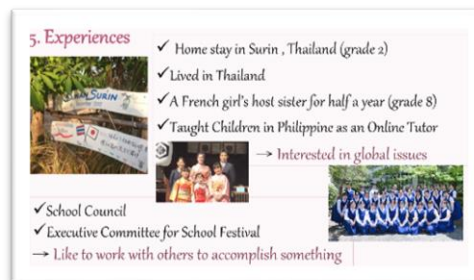 5. Experiences
✓ Home stay in Surin , Thailand (grade 2)
✓ Lived in Thailand
✓ A French girl's host sister for half a year (grade 8)
✓ Taught Children in Philippine as an Online Tutor
→ Interested in global issues
SURIN
✓ School Council
✓ Executive Committee for School Festival
→ Like to work with others to accomplish something